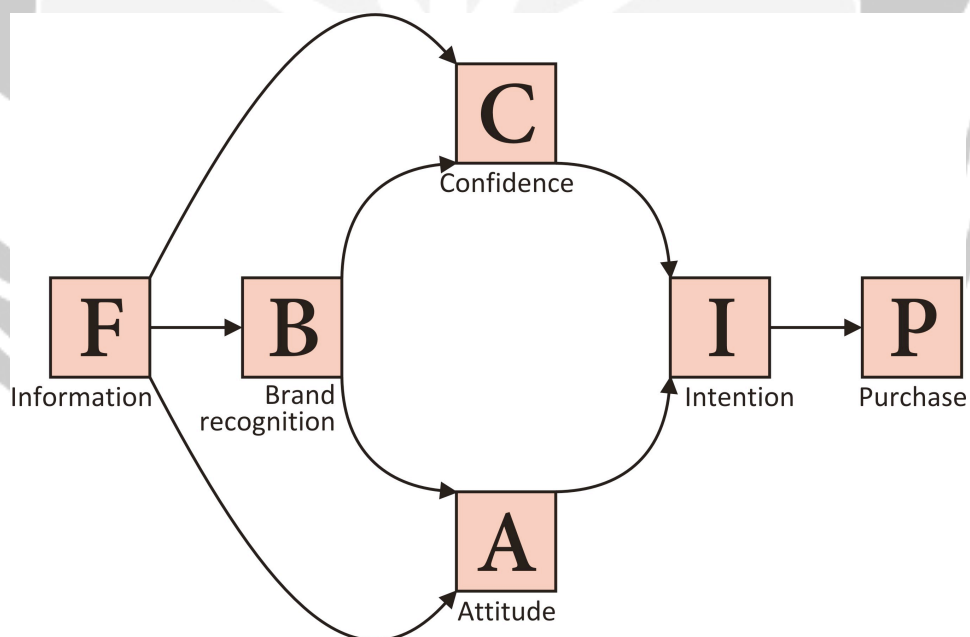 C
Confidence
F
Information
B
Brand
recognition
I
Intention
P
Purchase
A
Attitude